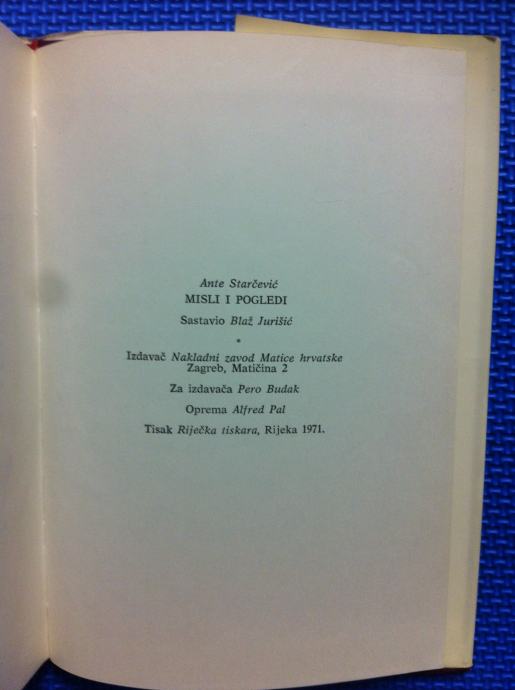 Ante Starčević
MISLI I POGLEDI
Sastavio Blaž Jurišić
*
Izdavač Nakladni zavod Matice hrvatske
Zagreb, Matičina 2
Za izdavača Pero Budak
Oprema Alfred Pal
Tisak Riječka tiskara, Rijeka 1971.